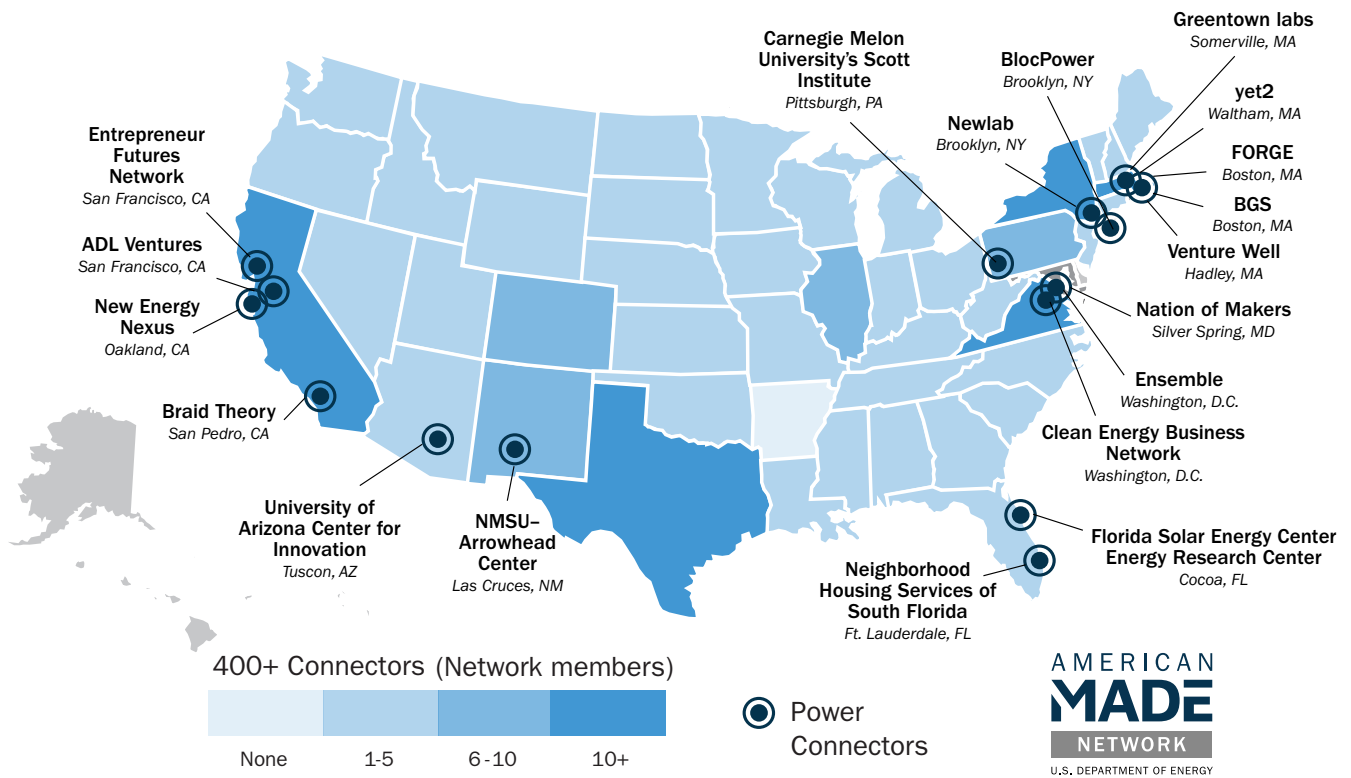 Greentown labs
Somerville, MA
Carnegie Melon
University's Scott
Institute
Pittsburgh, PA
BlocPower
Brooklyn, NY
yet2
Waltham, MA
Newlab
Brooklyn, NY
FORGE
Boston, MA
BGS
Boston, MA
Venture Well
Hadley, MA
Entrepreneur
Futures
Network
San Francisco, CA
ADL Ventures
San Francisco, CA
New Energy
Nexus
Oakland, CA
Nation of Makers
Silver Spring, MD
Ensemble
Washington, D.C.
Braid Theory
San Pedro, CA
Clean Energy Business
Network
Washington, D.C.
University of
Arizona Center for
Innovation
Tuscon, AZ
NMSU–
Arrowhead
Center
Las Cruces, NM
Florida Solar Energy Center
Energy Research Center
Cocoa, FL
Neighborhood
Housing Services of
South Florida
Ft. Lauderdale, FL
400+ Connectors (Network members)
None 1-5 6-10 10+
Power
Connectors
AMERICAN
MADE
NETWORK
U.S. DEPARTMENT OF ENERGY